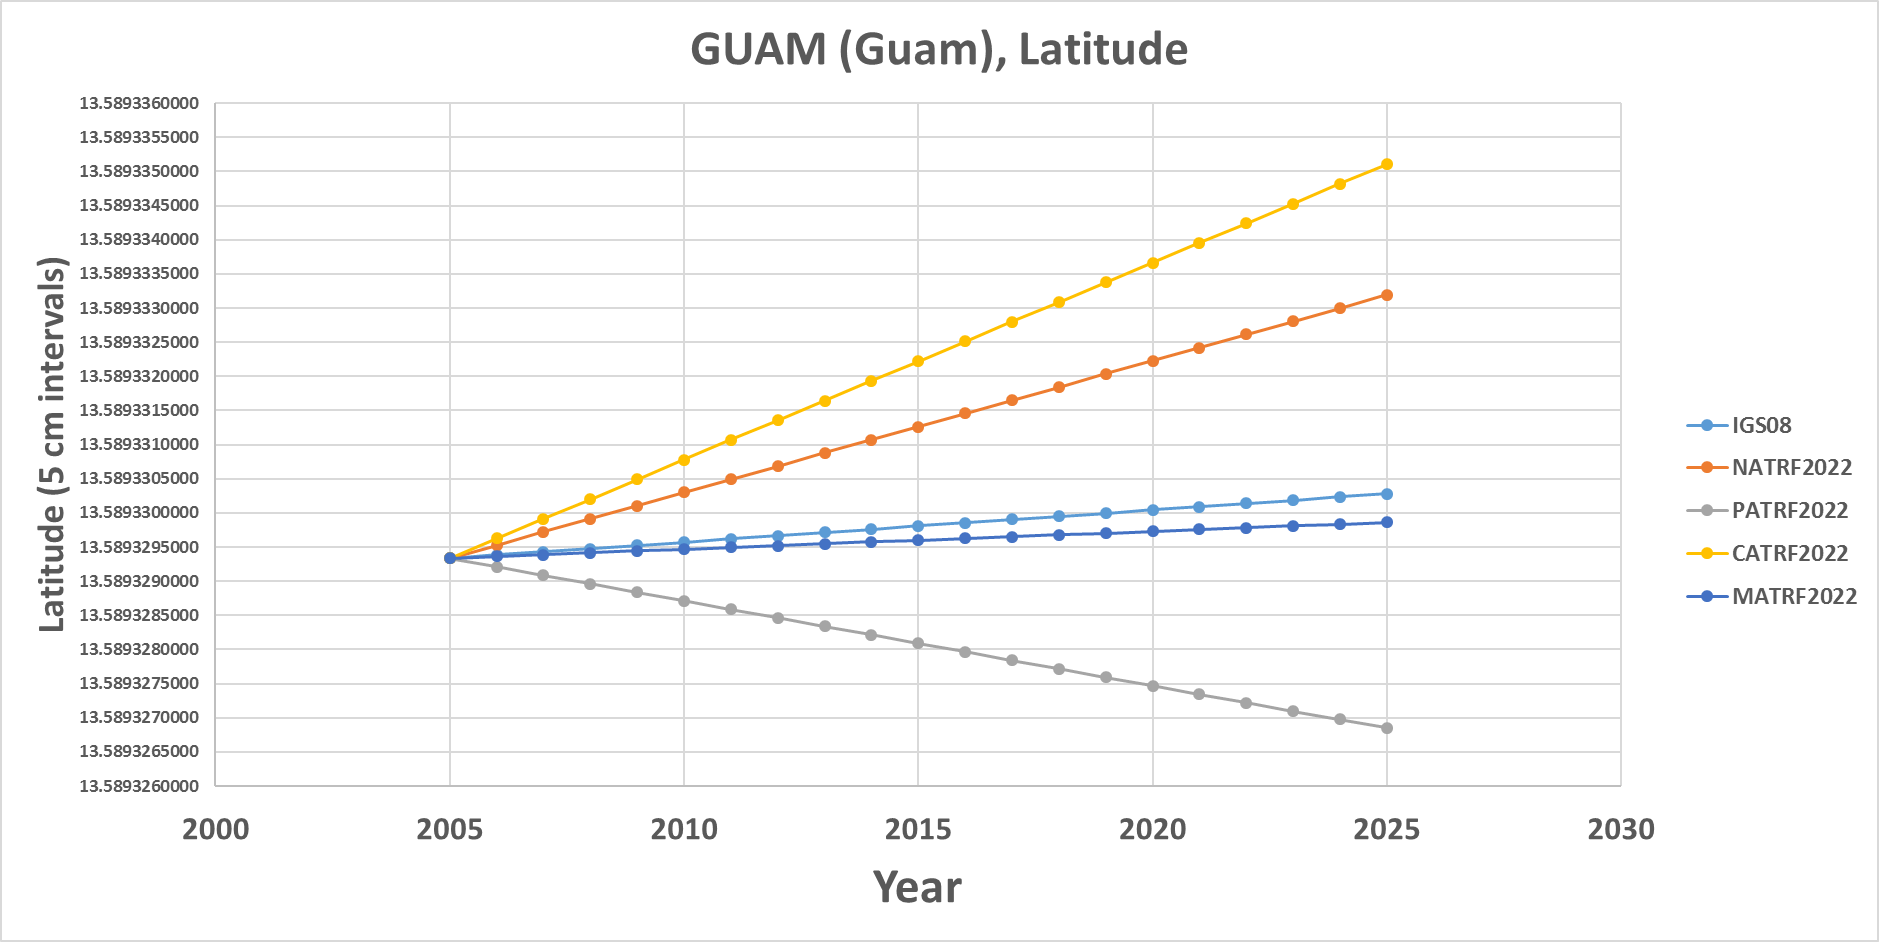 GUAM (Guam), Latitude
Latitude (5 cm intervals)
13.5893360000
13.5893355000
13.5893350000
13.5893345000
13.5893340000
13.5893335000
13.5893330000
13.5893325000
13.5893320000
13.5893315000
13.5893310000
13.5893305000
13.5893300000
13.5893295000
13.5893290000
13.5893285000
13.5893280000
13.5893275000
13.5893270000
13.5893265000
13.5893260000
2000 2005 2010 2015 2020 2025 2030
Year
IGS08
NATRF2022
PATRF2022
CATRF2022
MATRF2022